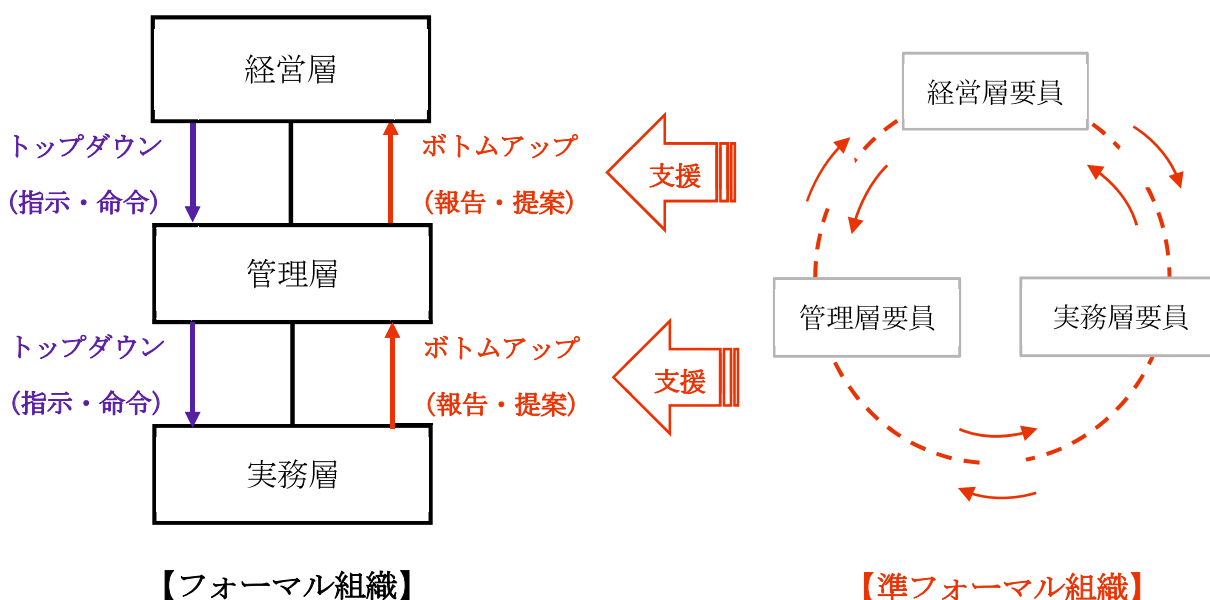 経営層
トップダウン
(指示・命令)
ボトムアップ
(報告・提案)
管理層
トップダウン
(指示・命令)
ボトムアップ
(報告・提案)
実務層
【フォーマル組織】
支援
支援
経営層要員
管理層要員
実務層要員
【準フォーマル組織】